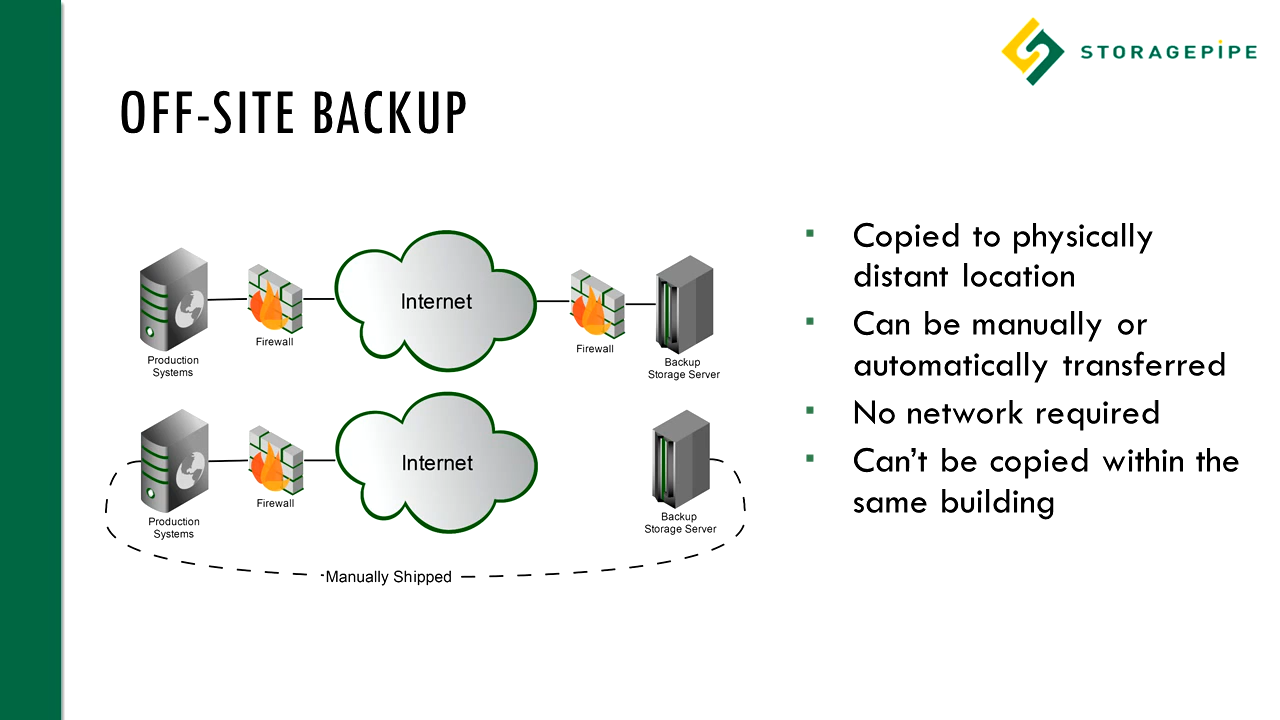 STORAGEPiPE
OFF-SITE BACKUP
Internet
Production
Systems
Firewall
Firewall
Backup
Storage Server
Internet
Production
Systems
Firewall
Backup
Storage Server
Manually Shipped
Copied to physically
distant location
Can be manually or
automatically transferred
No network required
Can’t be copied within the
same building